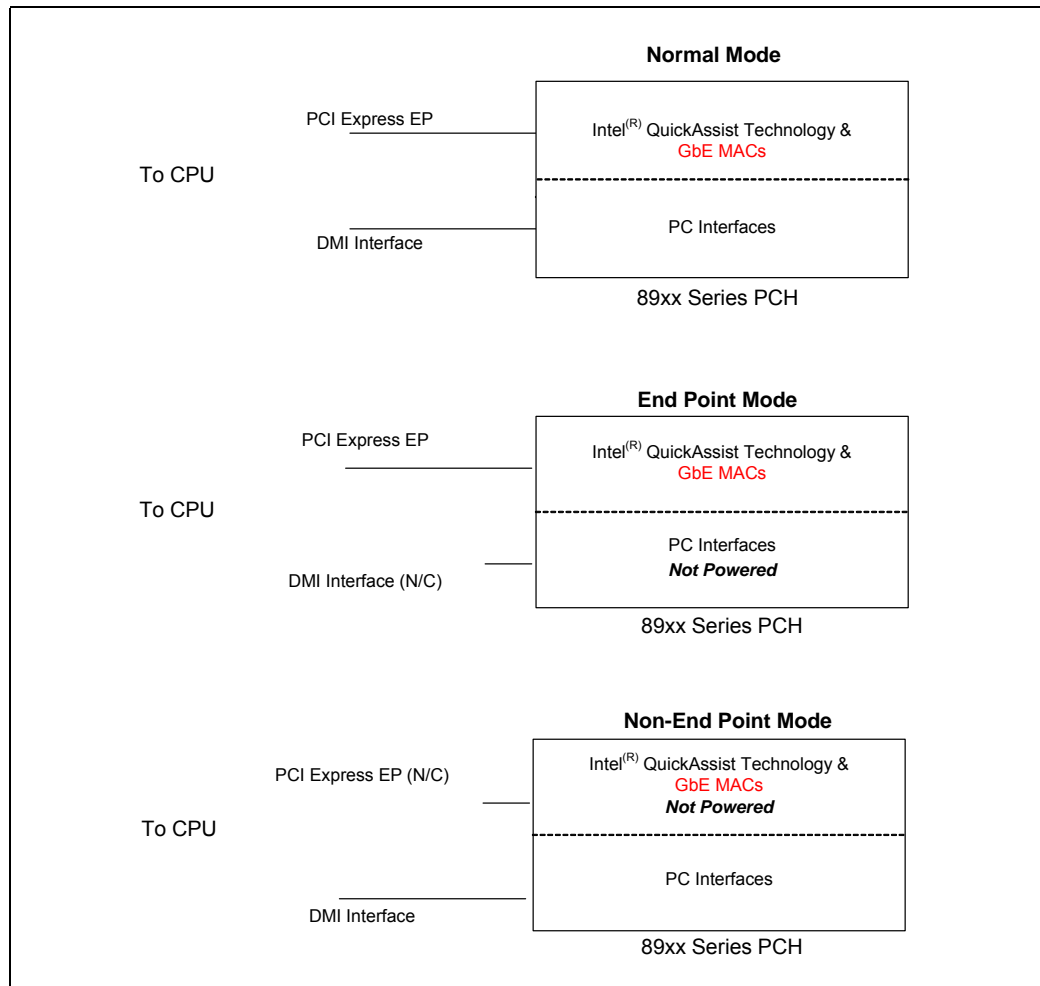 Normal Mode
PCI Express EP
Intel(R) QuickAssist Technology &
GbE MACs
To CPU
PC Interfaces
DMI Interface
89xx Series PCH
End Point Mode
PCI Express EP
Intel(R) QuickAssist Technology &
GbE MACs
To CPU
PC Interfaces
Not Powered
DMI Interface (N/C)
89xx Series PCH
Non-End Point Mode
PCI Express EP (N/C)
Intel(R) QuickAssist Technology &
GbE MACs
Not Powered
To CPU
PC Interfaces
DMI Interface
89xx Series PCH